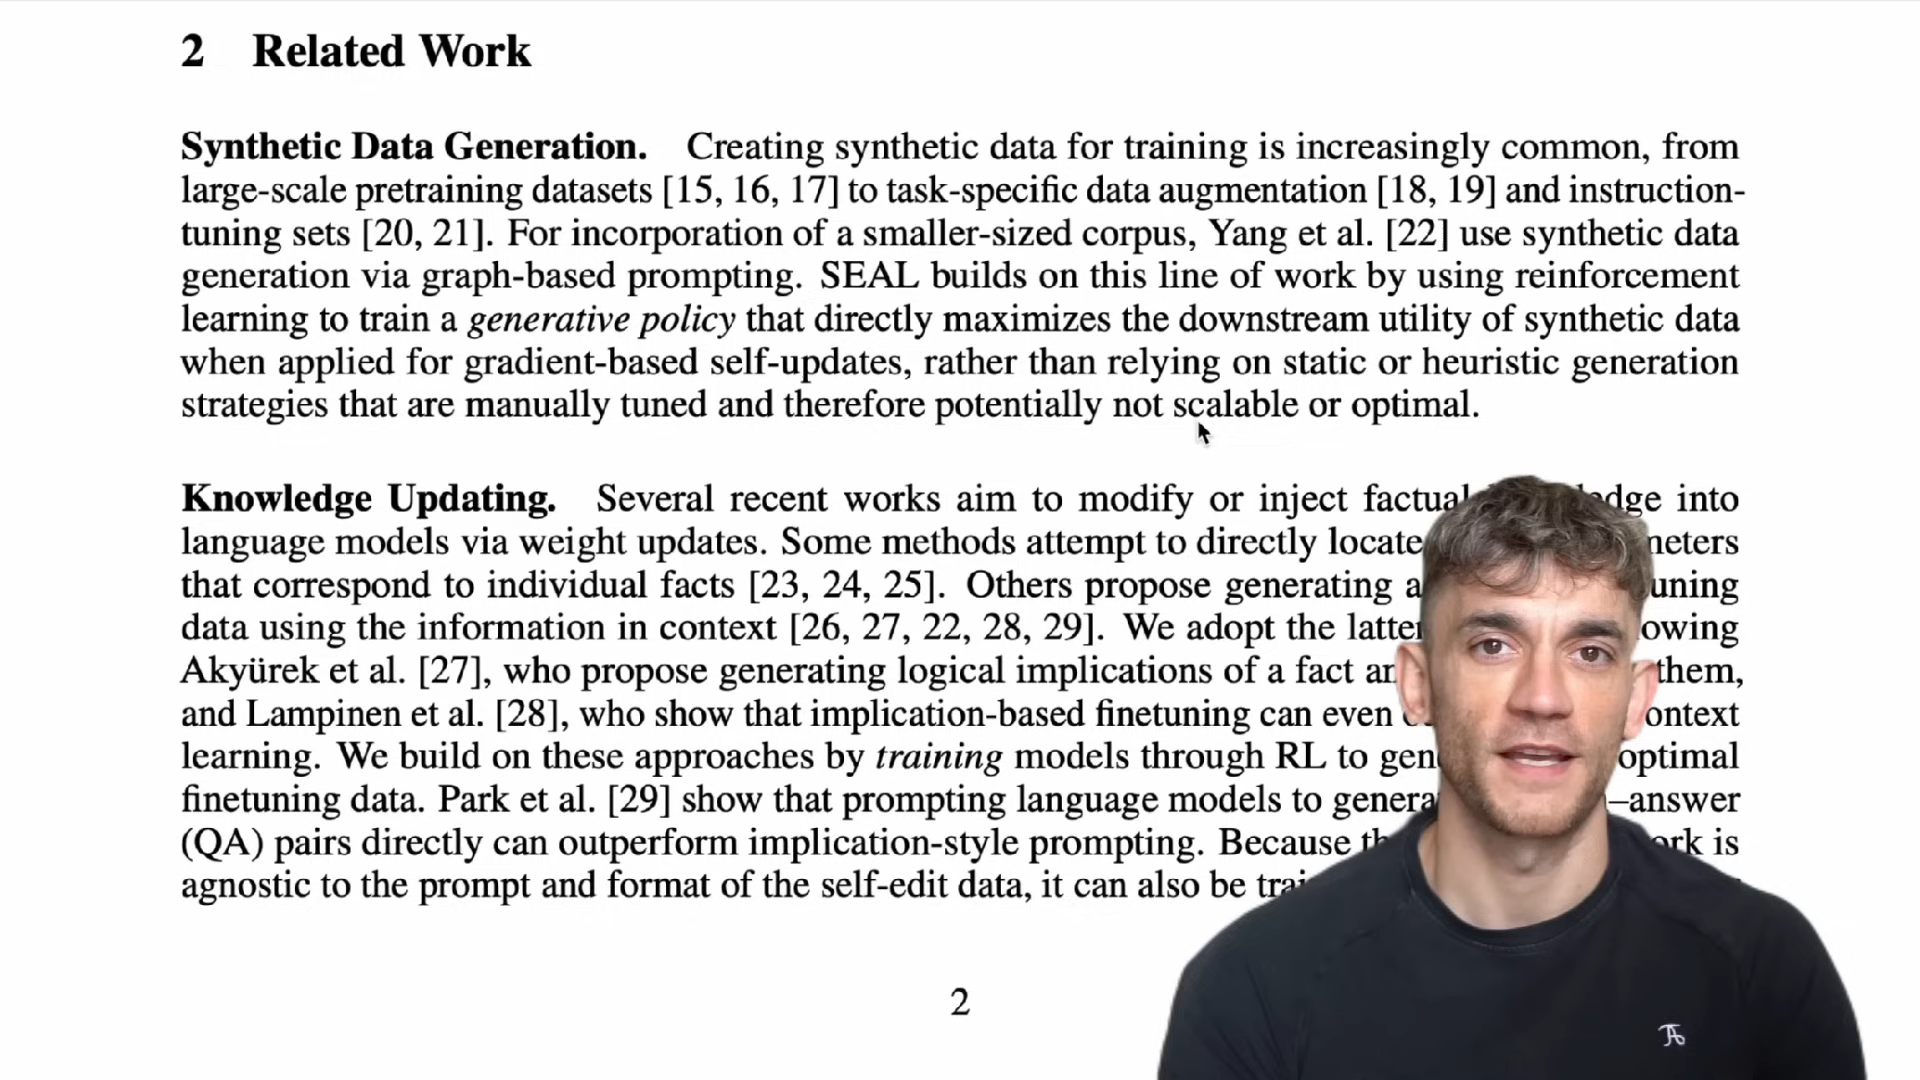 2 Related Work
Synthetic Data Generation. Creating synthetic data for training is increasingly common, from
large-scale pretraining datasets [15, 16, 17] to task-specific data augmentation [18, 19] and instruction-
tuning sets [20, 21]. For incorporation of a smaller-sized corpus, Yang et al. [22] use synthetic data
generation via graph-based prompting. SEAL builds on this line of work by using reinforcement
learning to train a generative policy that directly maximizes the downstream utility of synthetic data
when applied for gradient-based self-updates, rather than relying on static or heuristic generation
strategies that are manually tuned and therefore potentially not scalable or optimal.
Knowledge Updating. Several recent works aim to modify or inject factual into
language models via weight updates. Some methods attempt to directly locate
that correspond to individual facts [23, 24, 25]. Others propose generating
data using the information in context [26, 27, 22, 28, 29]. We adopt the latter
Akyürek et al. [27], who propose generating logical implications of a fact them,
and Lampinen et al. [28], who show that implication-based finetuning can even
learning. We build on these approaches by training models through RL to optimal
finetuning data. Park et al. [29] show that prompting language models to –answer
(QA) pairs directly can outperform implication-style prompting. Because is
agnostic to the prompt and format of the self-edit data, it can also be
2